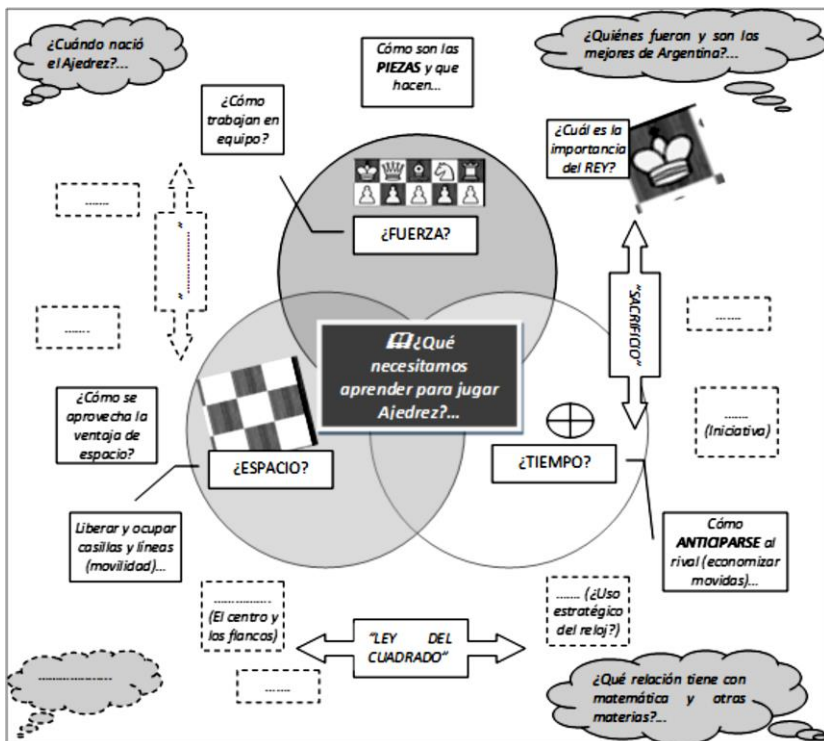 ¿Cuándo nació
el Ajedrez?...
Cómo son las
PIEZAS y que
hacen...
¿Quiénes fueron y son los
mejores de Argentina?...
¿Cómo
trabajan en
equipo?
¿Cuál es la
importancia
del REY?
¿FUERZA?
.......
"................"
.......
"SACRIFICIO"
.......
¿Qué
necesitamos
aprender para jugar
Ajedrez?...
¿Cómo se
aprovecha la
ventaja de
espacio?
.......
(Iniciativa)
¿ESPACIO?
¿TIEMPO?
Liberar y ocupar
casillas y líneas
(movilidad)...
Cómo
ANTICIPARSE al
rival (economizar
movidas)...
................
(El centro y
los flancos)
"LEY DEL
CUADRADO"
....... (¿Uso
estratégico
del reloj?)
.......
.....................
¿Qué relación tiene con
matemática y otras
materias?...